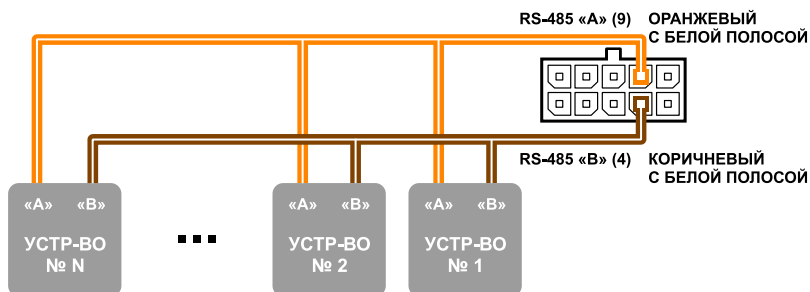 RS-485 «A» (9) ОРАНЖЕВЫЙ
С БЕЛОЙ ПОЛОСОЙ
RS-485 «B» (4) КОРИЧНЕВЫЙ
С БЕЛОЙ ПОЛОСОЙ
«A» «B»
УСТР-ВО
№ N
...
«A» «B»
УСТР-ВО
№ 2
«A» «B»
УСТР-ВО
№ 1